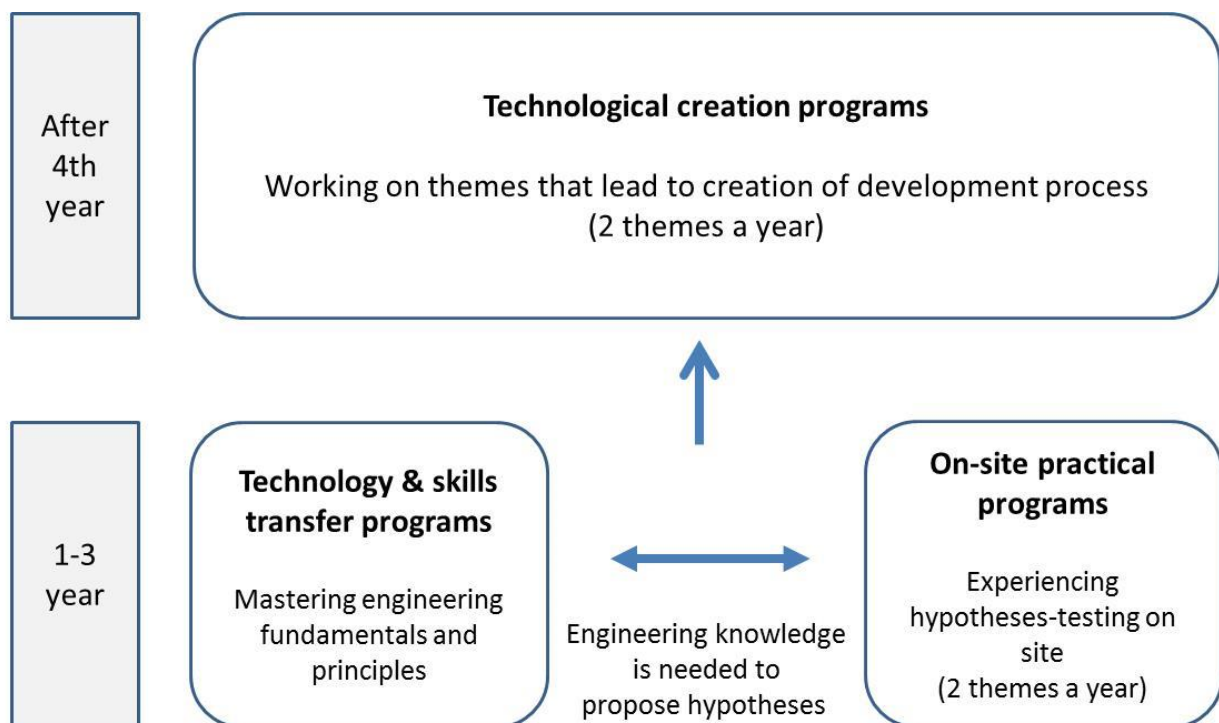 After
4th
year
Technological creation programs
Working on themes that lead to creation of development process
(2 themes a year)
1-3
year
Technology & skills
transfer programs
Mastering engineering
fundamentals and
principles
Engineering knowledge
is needed to
propose hypotheses
On-site practical
programs
Experiencing
hypotheses-testing on
site
(2 themes a year)